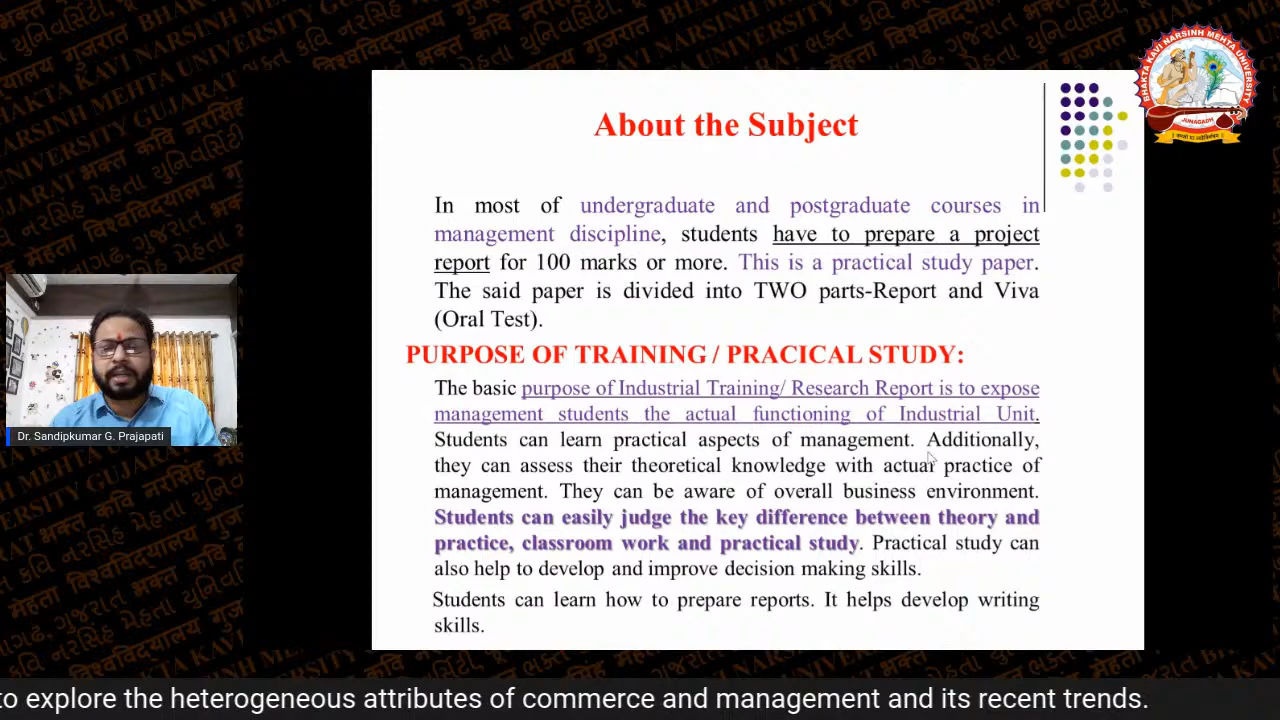 About the Subject
In most of undergraduate and postgraduate courses in
management discipline, students have to prepare a project
report for 100 marks or more. This is a practical study paper.
The said paper is divided into TWO parts-Report and Viva
(Oral Test).
PURPOSE OF TRAINING / PRACICAL STUDY:
The basic purpose of Industrial Training/ Research Report is to expose
management students the actual functioning of Industrial Unit.
Students can learn practical aspects of management. Additionally,
they can assess their theoretical knowledge with actual practice of
management. They can be aware of overall business environment.
Students can easily judge the key difference between theory and
practice, classroom work and practical study. Practical study can
also help to develop and improve decision making skills.
Students can learn how to prepare reports. It helps develop writing
skills.
Dr. Sandipkumar G. Prajapati
BHAKTA KAVI NARSINH MEHTA UNIVERSITY
JUNAGADH
to explore the heterogeneous attributes of commerce and management and its recent trends.